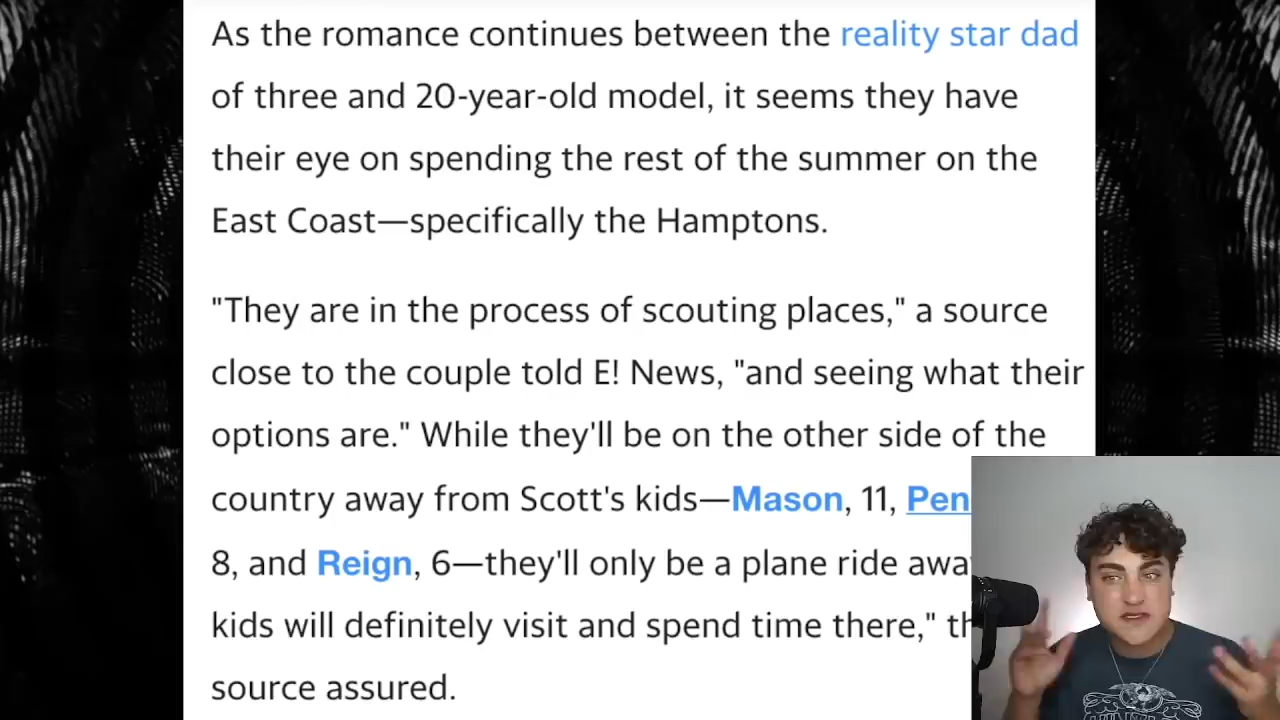 As the romance continues between the reality star dad
of three and 20-year-old model, it seems they have
their eye on spending the rest of the summer on the
East Coast—specifically the Hamptons.
"They are in the process of scouting places," a source
close to the couple told E! News, "and seeing what their
options are." While they'll be on the other side of the
country away from Scott's kids—Mason, 11, Pen
8, and Reign, 6—they'll only be a plane ride awa
kids will definitely visit and spend time there," th
source assured.